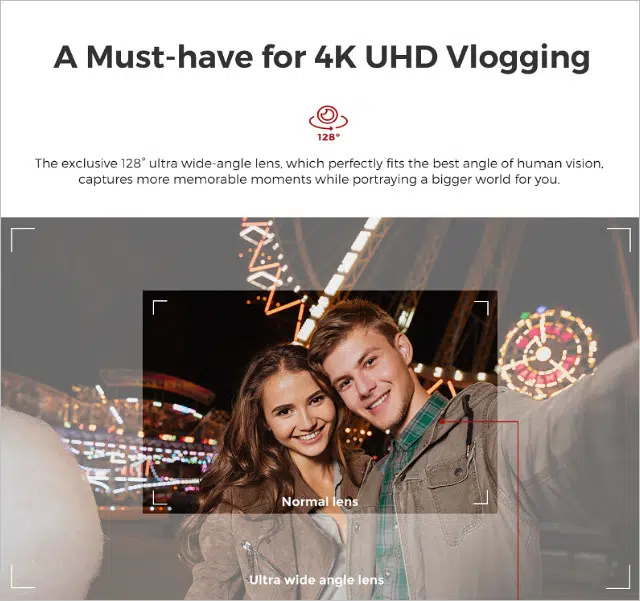 A Must-have for 4K UHD Vlogging
128°
The exclusive 128° ultra wide-angle lens, which perfectly fits the best angle of human vision,
captures more memorable moments while portraying a bigger world for you.
Normal lens
Ultra wide angle lens